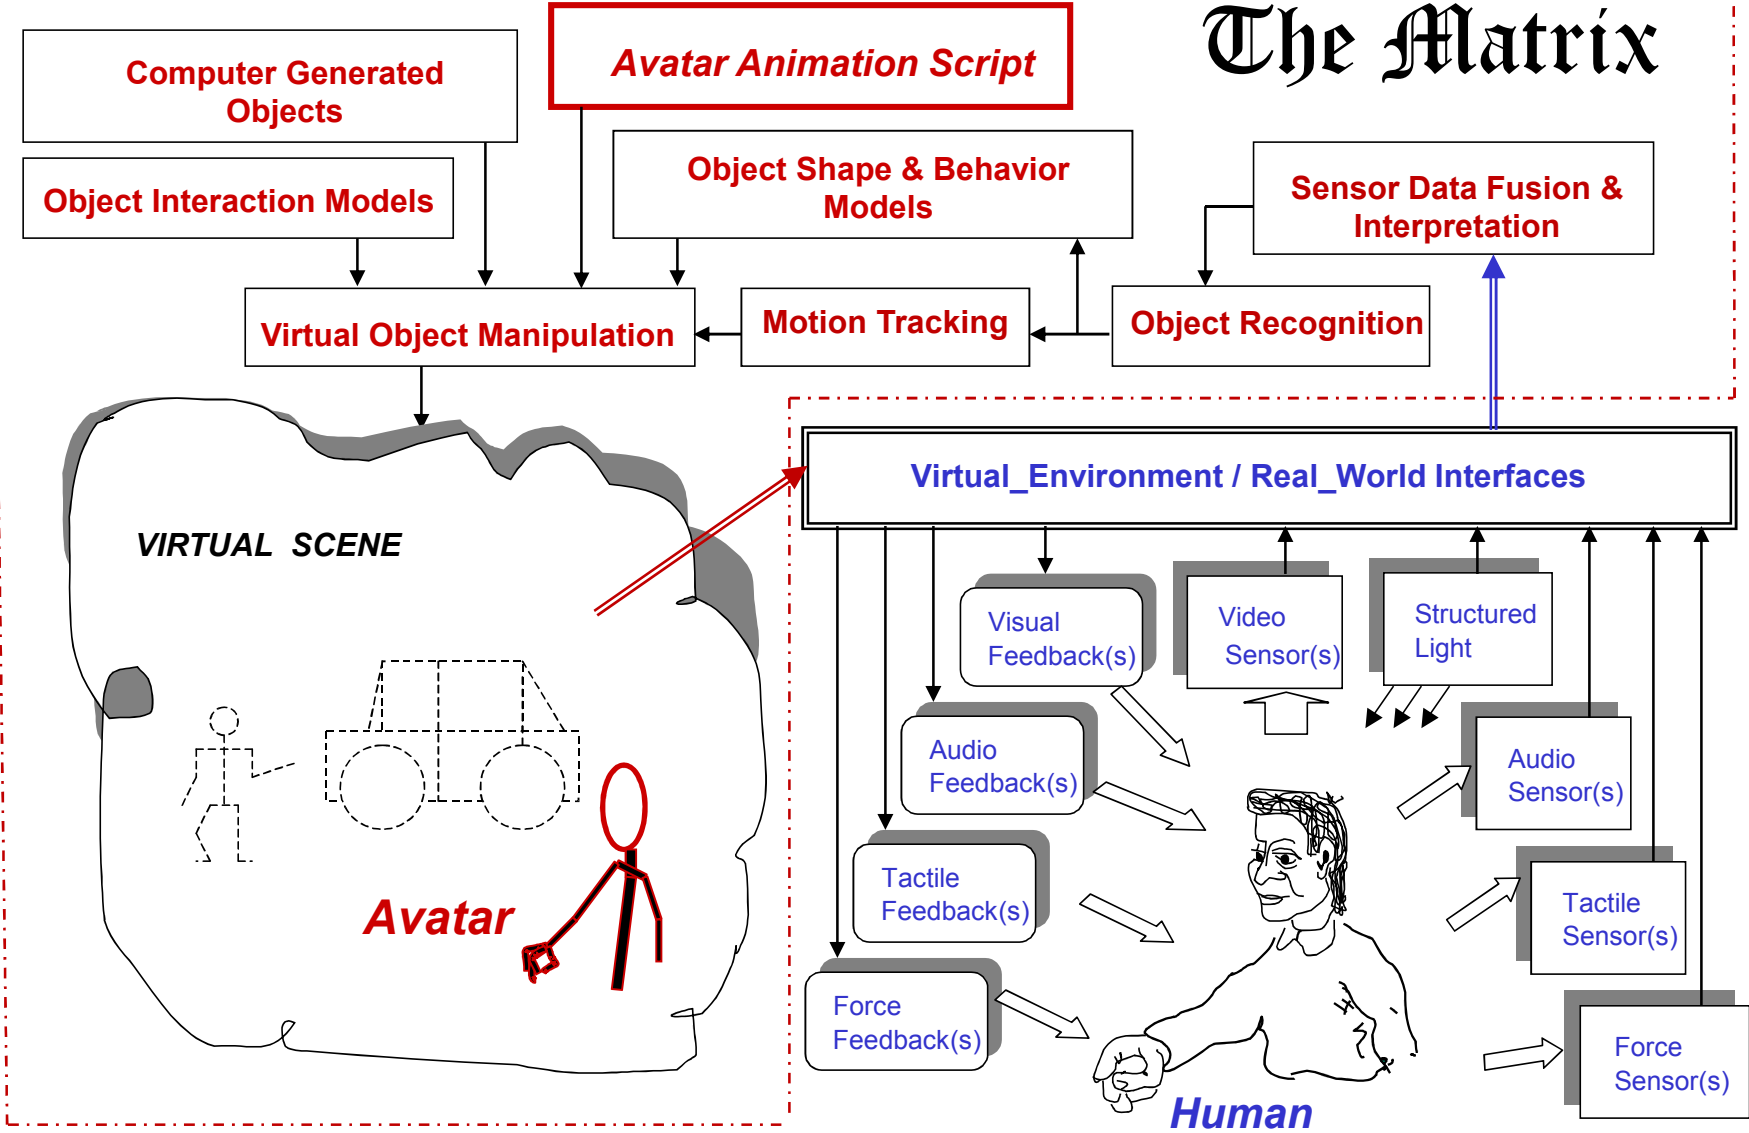 The Matrix
Computer Generated
Objects
Avatar Animation Script
Object Interaction Models
Object Shape & Behavior
Models
Sensor Data Fusion &
Interpretation
Virtual Object Manipulation
Motion Tracking
Object Recognition
Virtual_Environment / Real_World Interfaces
VIRTUAL SCENE
Avatar
Visual
Feedback(s)
Video
Sensor(s)
Structured
Light
Audio
Feedback(s)
Audio
Sensor(s)
Tactile
Feedback(s)
Tactile
Sensor(s)
Force
Feedback(s)
Force
Sensor(s)
Human